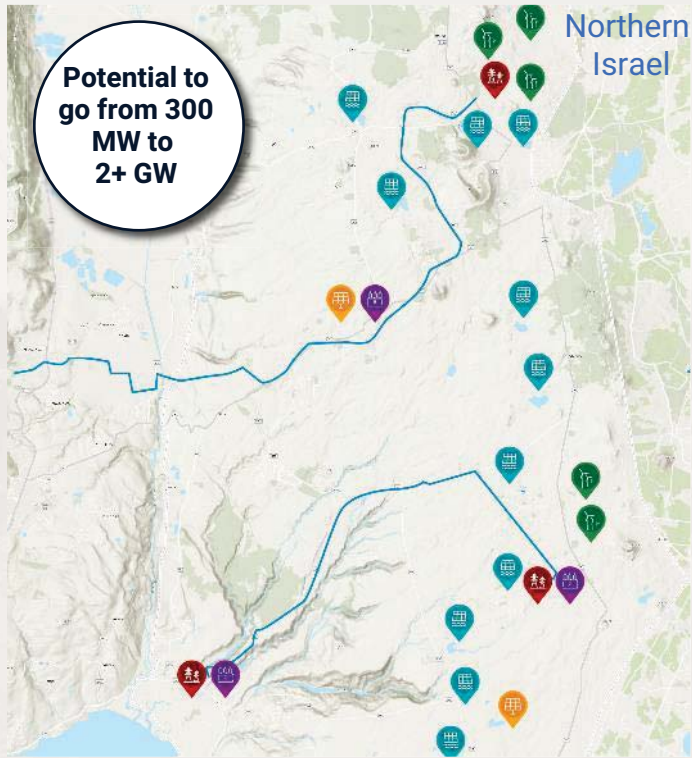 Northern
Israel
Potential to
go from 300
MW to
2+ GW